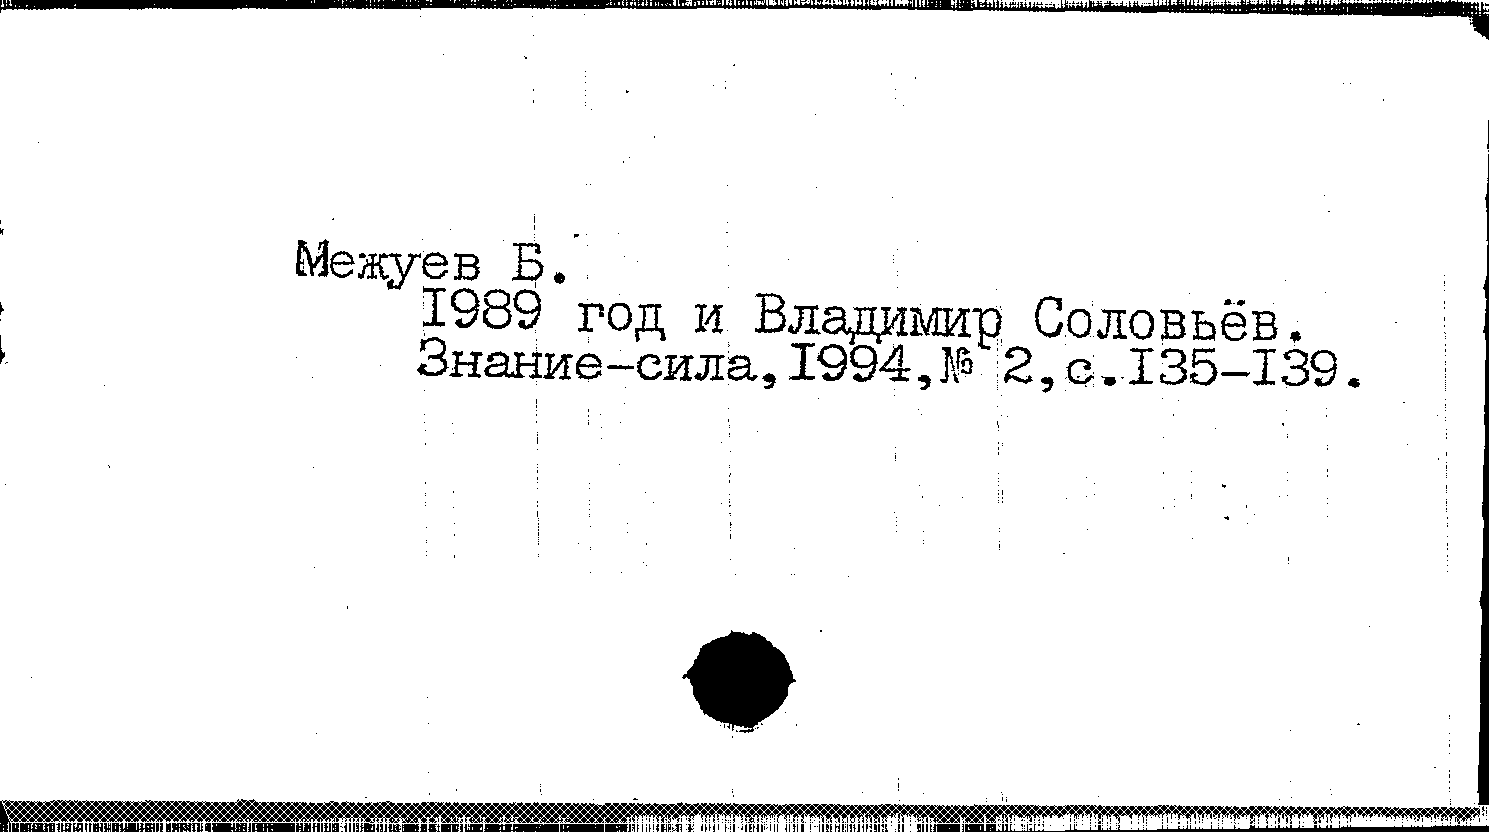 Межуев Б.
1989 год и Владимир Соловьёв.
Знание-сила,1994,№ 2,с.135-139.